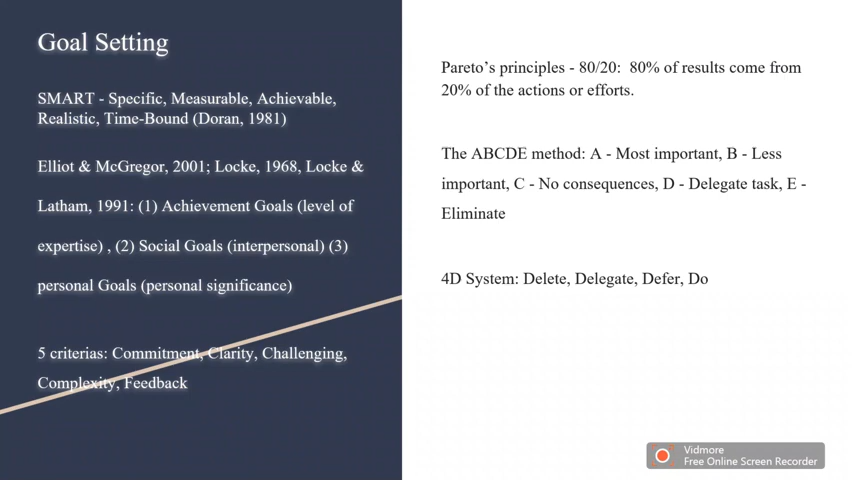 Goal Setting
SMART - Specific, Measurable, Achievable,
Realistic, Time-Bound (Doran, 1981)
Elliot & McGregor, 2001; Locke, 1968, Locke &
Latham, 1991: (1) Achievement Goals (level of
expertise) , (2) Social Goals (interpersonal) (3)
personal Goals (personal significance)
5 criterias: Commitment, Clarity, Challenging,
Complexity, Feedback
Pareto’s principles - 80/20:  80% of results come from
20% of the actions or efforts.
The ABCDE method: A - Most important, B - Less
important, C - No consequences, D - Delegate task, E -
Eliminate
4D System: Delete, Delegate, Defer, Do
Vidmore
Free Online Screen Recorder